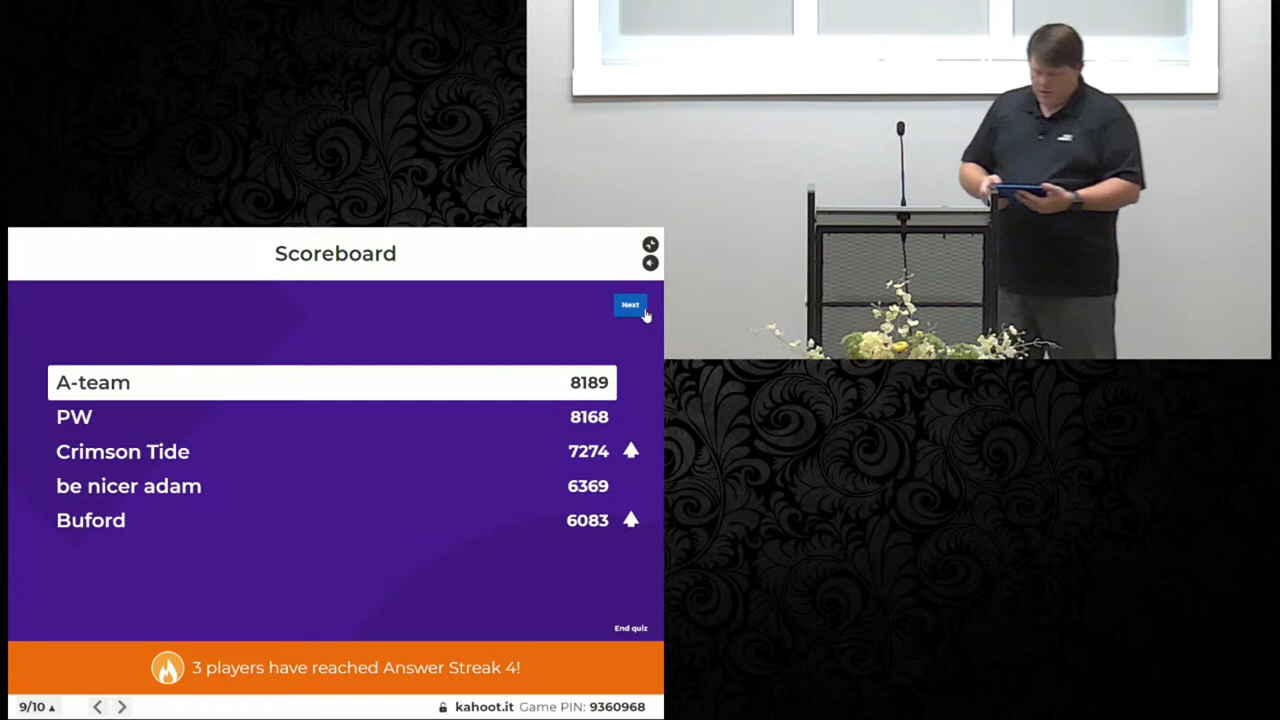 Scoreboard
Next
A-team 8189
PW 8168
Crimson Tide 7274
be nicer adam 6369
Buford 6083
End quiz
3 players have reached Answer Streak 4!
9/10 kahoot.it Game PIN: 9360968